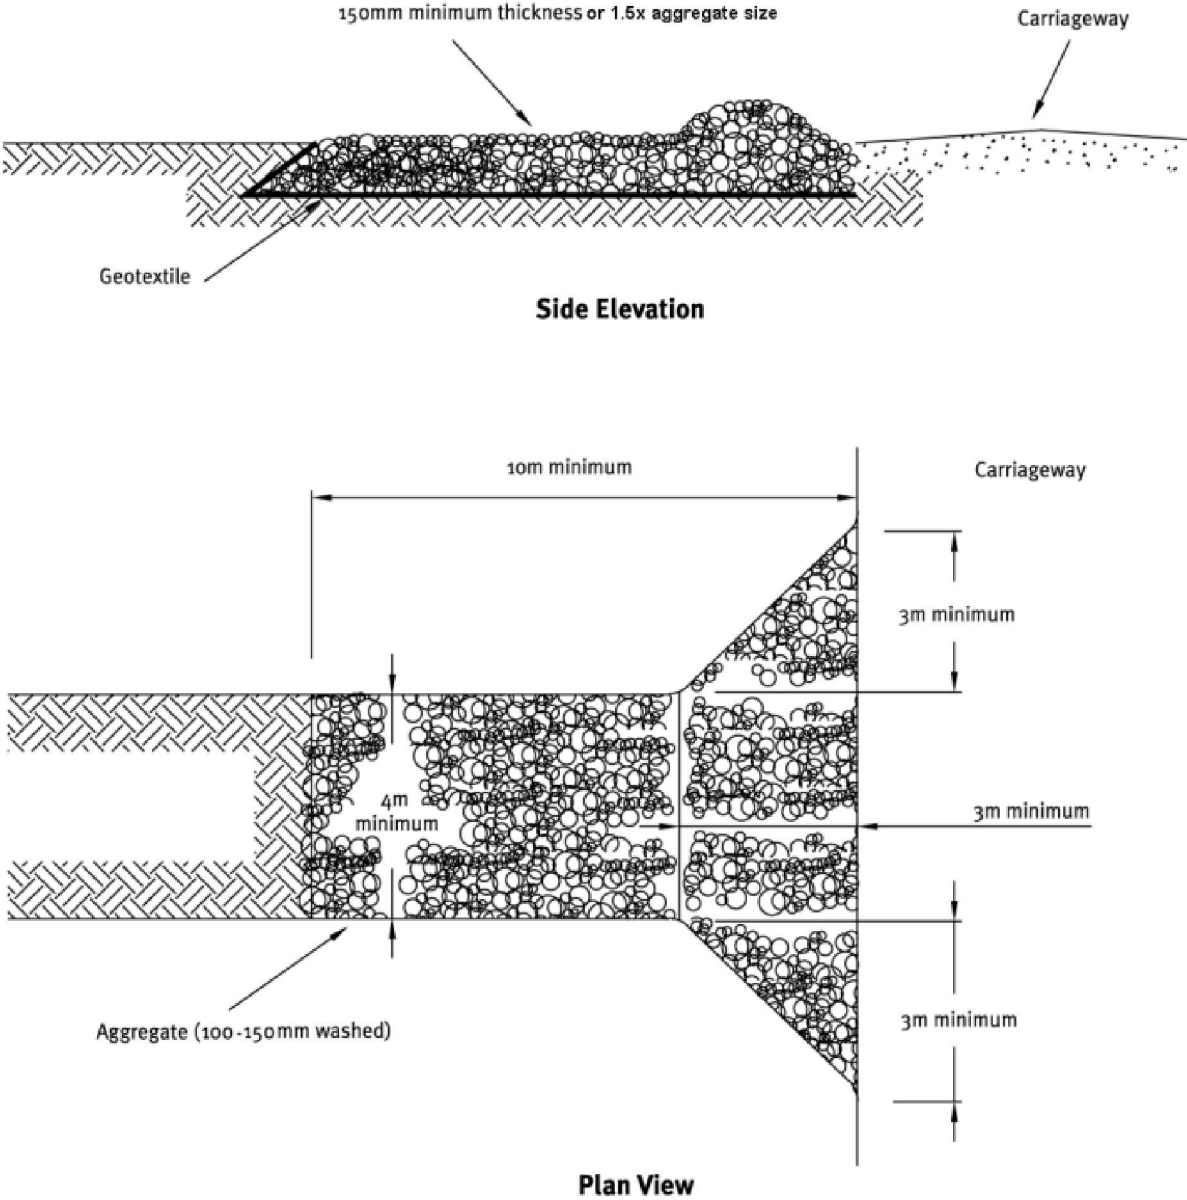 150mm minimum thickness or 1.5x aggregate size
Carriageway
Geotextile
Side Elevation
10m minimum
Carriageway
3m minimum
4m
minimum
3m minimum
Aggregate (100-150mm washed)
3m minimum
Plan View